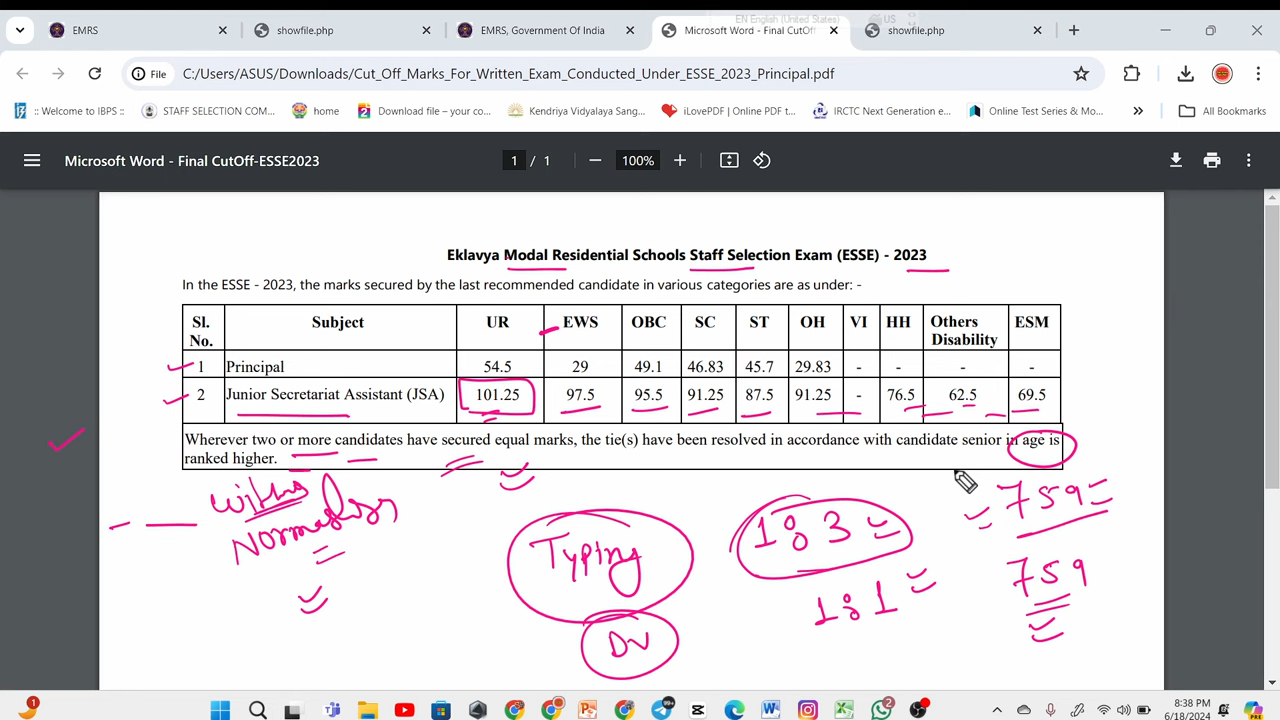 EN English (United States) US
EMRS
showfile.php
EMRS, Government Of India
Microsoft Word - Final CutOff
showfile.php
File C:/Users/ASUS/Downloads/Cut_Off_Marks_For_Written_Exam_Conducted_Under_ESSE_2023_Principal.pdf
:: Welcome to IBPS :: STAFF SELECTION COM... home Download file – your co... Kendriya Vidyalaya Sang... iLovePDF | Online PDF t... IRCTC Next Generation e... Online Test Series & Mo... » All Bookmarks
Microsoft Word - Final CutOff-ESSE2023 1 / 1 100%
Eklavya Modal Residential Schools Staff Selection Exam (ESSE) - 2023
In the ESSE - 2023, the marks secured by the last recommended candidate in various categories are as under: -
Sl. No. Subject UR EWS OBC SC ST OH VI HH Others Disability ESM
1 Principal 54.5 29 49.1 46.83 45.7 29.83 - - - -
2 Junior Secretariat Assistant (JSA) 101.25 97.5 95.5 91.25 87.5 91.25 - 76.5 62.5 69.5
Wherever two or more candidates have secured equal marks, the tie(s) have been resolved in accordance with candidate senior in age is
ranked higher.
Typing
DV
1:3
1:1
759
759
99+
2
1
8:38 PM
6/18/2024